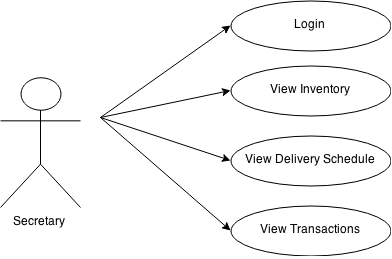 Login
View Inventory
View Delivery Schedule
Secretary
View Transactions